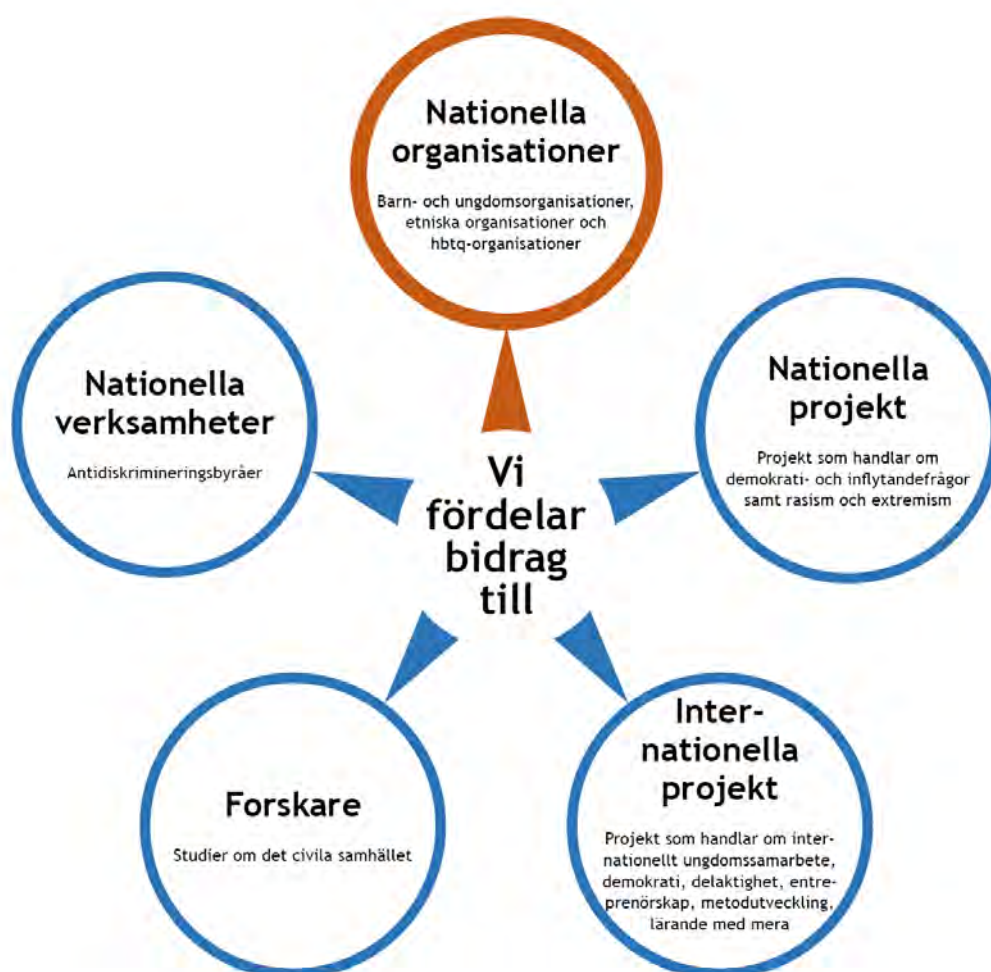 Nationella
organisationer
Barn- och ungdomsorganisationer,
etniska organisationer och
hbtq-organisationer
Nationella
verksamheter
Antidiskrimineringsbyråer
Nationella
projekt
Projekt som handlar om
demokrati- och inflytandefrågor
samt rasism och extremism
Vi
fördelar
bidrag
till
Forskare
Studier om det civila samhället
Inter-
nationella
projekt
Projekt som handlar om inter-
nationellt ungdomssamarbete,
demokrati, delaktighet, entre-
prenörskap, metodutveckling,
lärande med mera